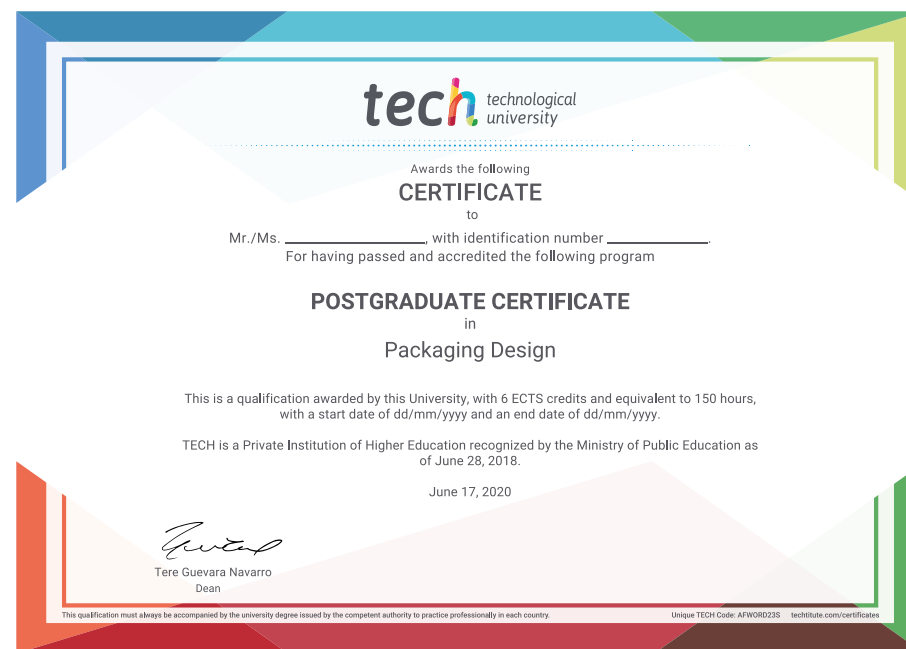 tech technological
university
Awards the following
CERTIFICATE
to
Mr./Ms. ____________________, with identification number ______________.
For having passed and accredited the following program
POSTGRADUATE CERTIFICATE
in
Packaging Design
This is a qualification awarded by this University, with 6 ECTS credits and equivalent to 150 hours,
with a start date of dd/mm/yyyy and an end date of dd/mm/yyyy.
TECH is a Private Institution of Higher Education recognized by the Ministry of Public Education as
of June 28, 2018.
June 17, 2020
Tere Guevara Navarro
Dean
This qualification must always be accompanied by the university degree issued by the competent authority to practice professionally in each country.
Unique TECH Code: AFWORD23S techtitute.com/certificates